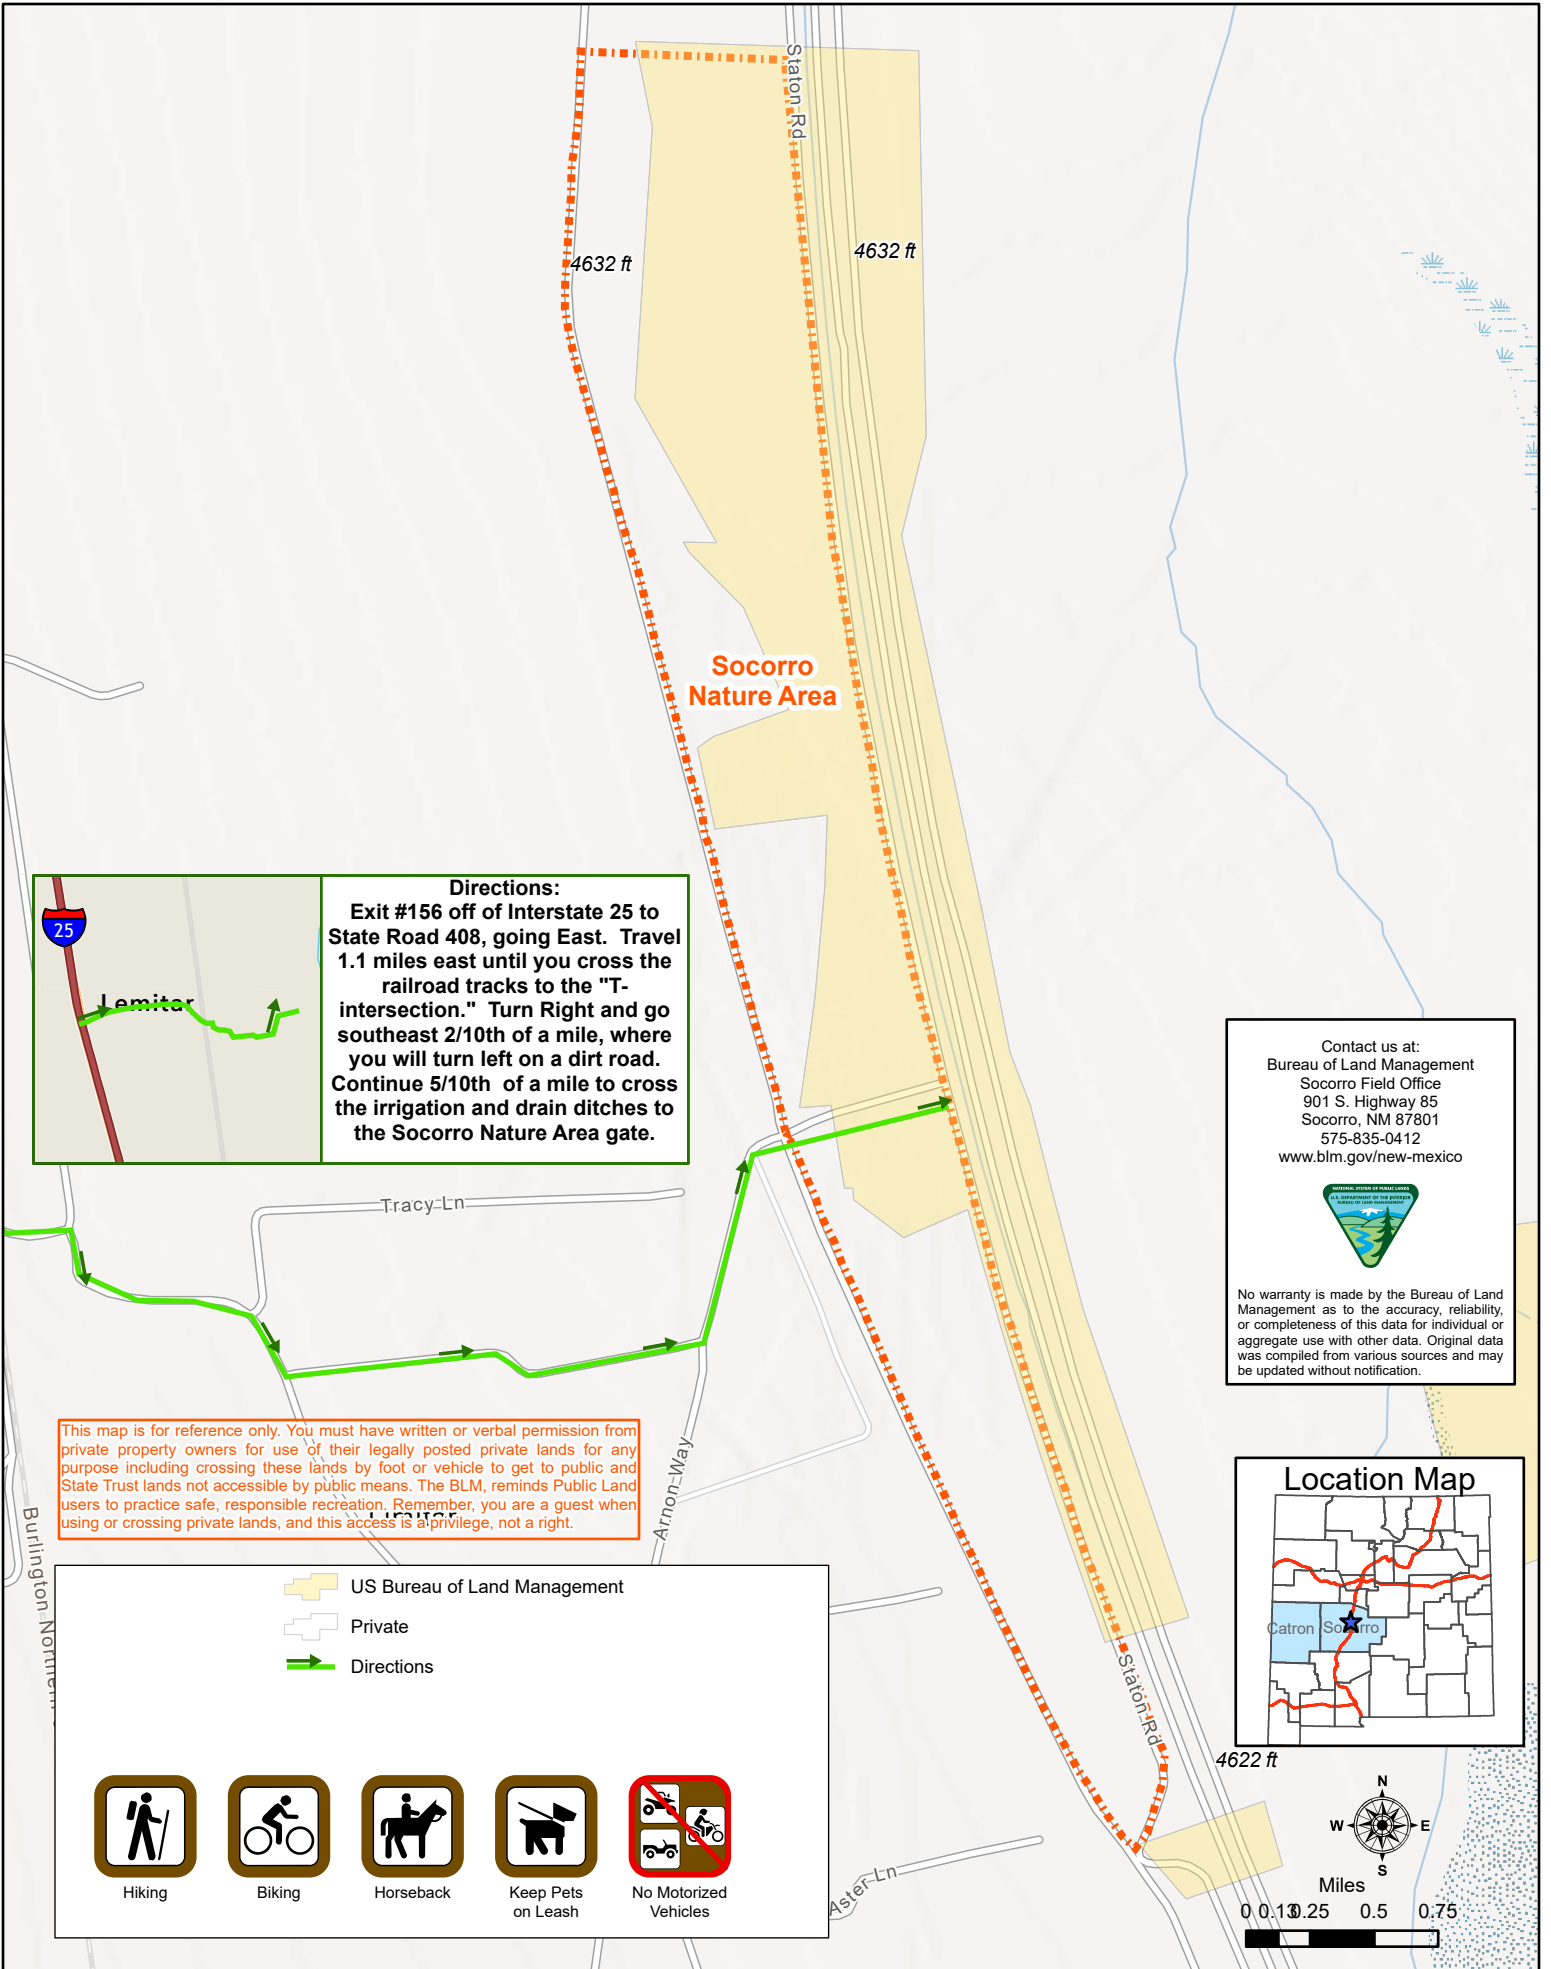 Staton Rd
4632 ft
4632 ft
Socorro
Nature Area
25
Lemitar
Directions:
Exit #156 off of Interstate 25 to
State Road 408, going East.  Travel
1.1 miles east until you cross the
railroad tracks to the "T-
intersection."  Turn Right and go
southeast 2/10th of a mile, where
you will turn left on a dirt road.
Continue 5/10th  of a mile to cross
the irrigation and drain ditches to
the Socorro Nature Area gate.
Contact us at:
Bureau of Land Management
Socorro Field Office
901 S. Highway 85
Socorro, NM 87801
575-835-0412
www.blm.gov/new-mexico
NATIONAL SYSTEM OF PUBLIC LANDS
U.S. DEPARTMENT OF THE INTERIOR
BUREAU OF LAND MANAGEMENT
No warranty is made by the Bureau of Land
Management as to the accuracy, reliability,
or completeness of this data for individual or
aggregate use with other data. Original data
was compiled from various sources and may
be updated without notification.
Tracy Ln
This map is for reference only. You must have written or verbal permission from
private property owners for use of their legally posted private lands for any
purpose including crossing these lands by foot or vehicle to get to public and
State Trust lands not accessible by public means. The BLM, reminds Public Land
users to practice safe, responsible recreation. Remember, you are a guest when
using or crossing private lands, and this access is a privilege, not a right.
Arnon Way
Burlington Northern
US Bureau of Land Management
Private
Directions
Hiking
Biking
Horseback
Keep Pets
on Leash
No Motorized
Vehicles
Staton Rd
4622 ft
Aster Ln
Location Map
Catron
Socorro
N
W
E
S
Miles
0 0.13 0.25 0.5 0.75